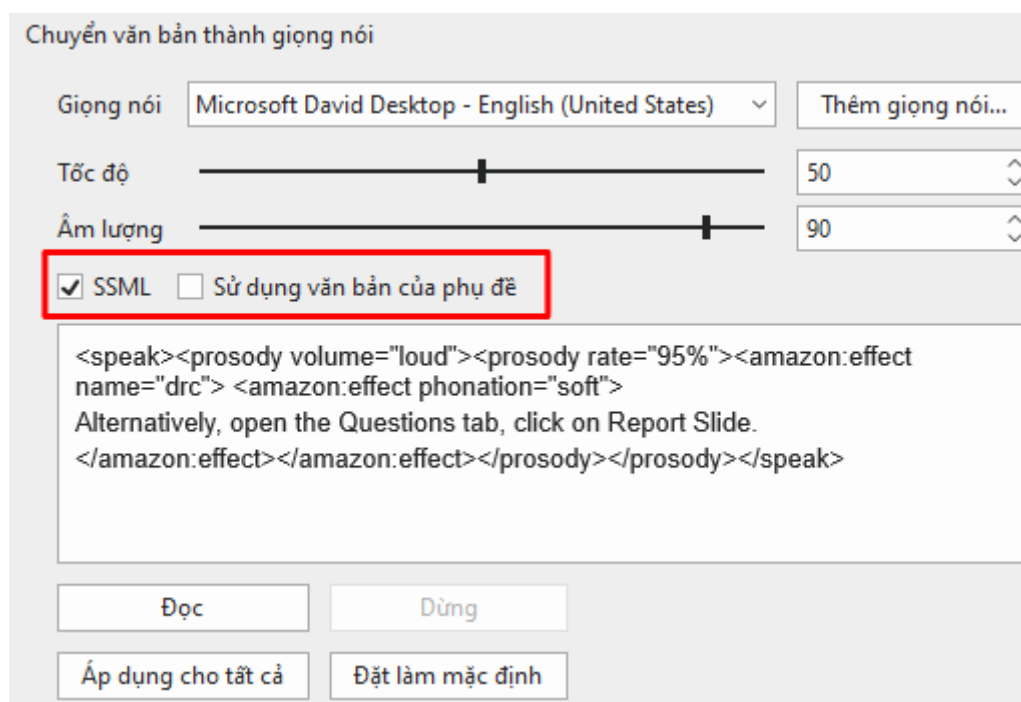 Chuyển văn bản thành giọng nói
Giọng nói Microsoft David Desktop - English (United States) Thêm giọng nói...
Tốc độ 50
Âm lượng 90
SSML Sử dụng văn bản của phụ đề
<speak><prosody volume="loud"><prosody rate="95%"><amazon:effect
name="drc"> <amazon:effect phonation="soft">
Alternatively, open the Questions tab, click on Report Slide.
</amazon:effect></amazon:effect></prosody></prosody></speak>
Đọc Dừng
Áp dụng cho tất cả Đặt làm mặc định